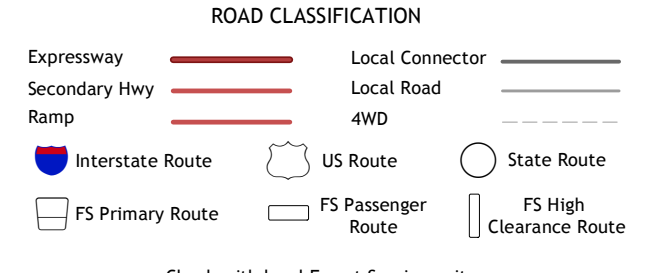 ROAD CLASSIFICATION
Expressway
Local Connector
Secondary Hwy
Local Road
Ramp
4WD
Interstate Route
US Route
State Route
FS Primary Route
FS Passenger
Route
FS High
Clearance Route